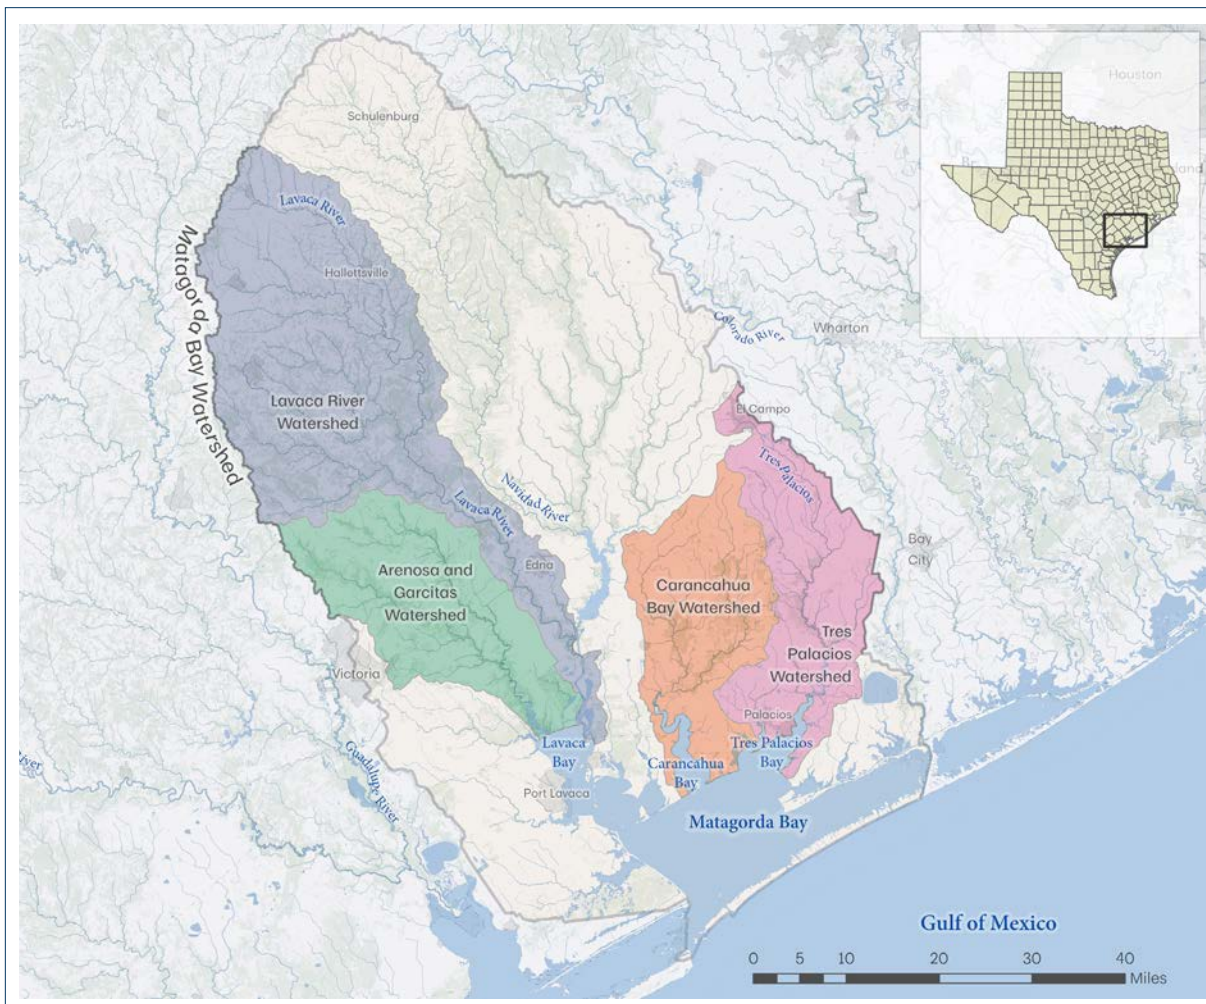 Houston
Schulenburg
Lavaca River
Hallettsville
Matagorda Bay Watershed
Colorado River
Wharton
Lavaca River
Watershed
El Campo
Tres Palacios
Navidad River
Lavaca River
Bay
City
Edna
Arenosa and
Garcitas
Watershed
Carancahua
Bay Watershed
Tres
Palacios
Watershed
Victoria
Palacios
Lavaca
Bay
Tres Palacios
Bay
Carancahua
Bay
Guadalupe River
River
Port Lavaca
Matagorda Bay
Gulf of Mexico
0 5 10 20 30 40
Miles